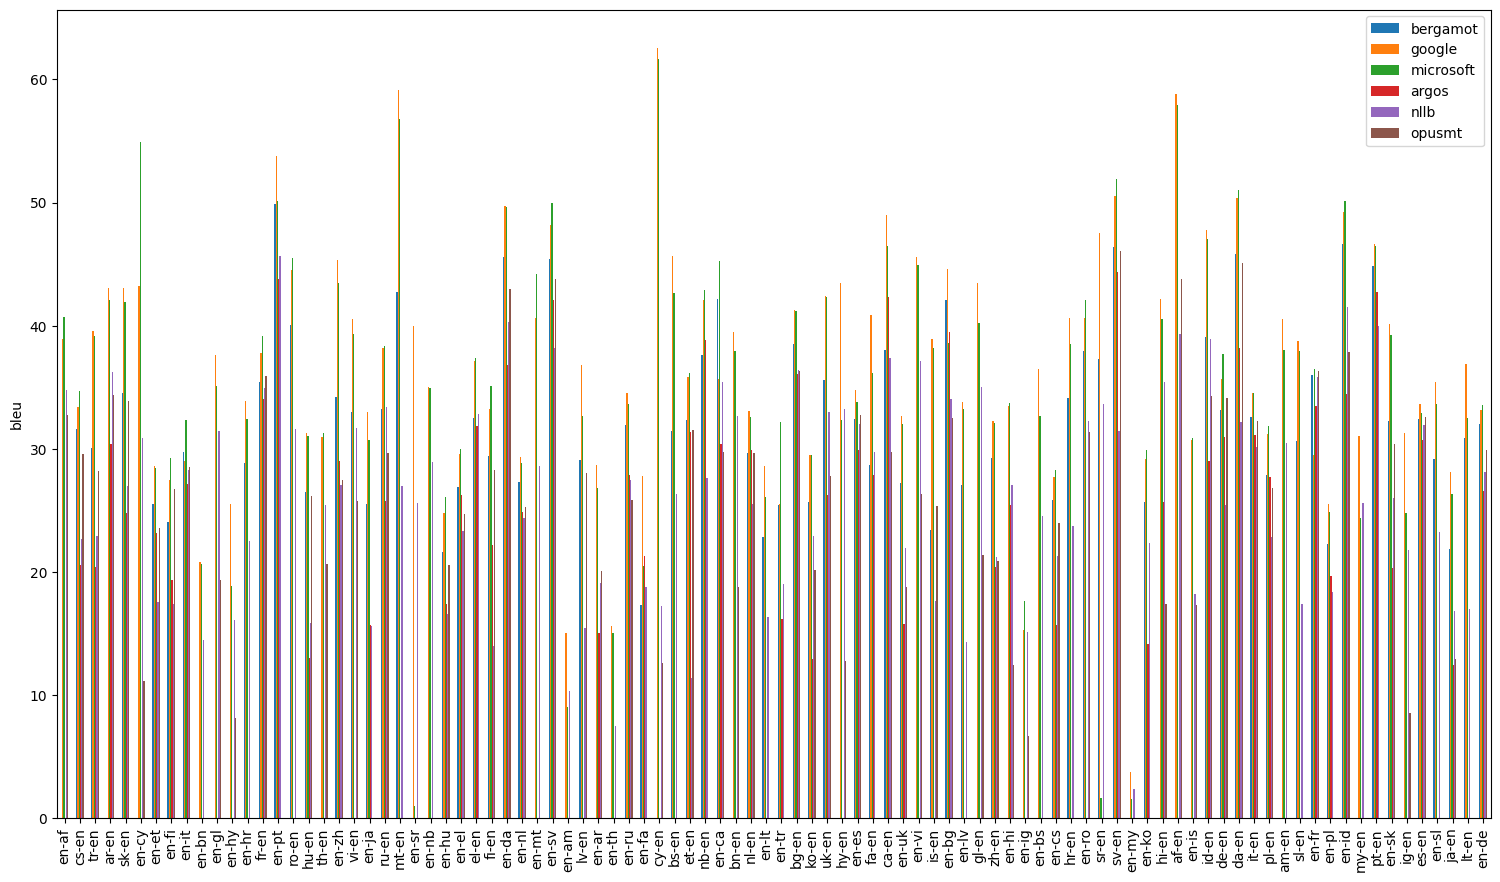 bleu
60
50
40
30
20
10
0
bergamot
google
microsoft
argos
nllb
opusmt
en-af
cs-en
tr-en
ar-en
sk-en
en-cy
en-et
en-fi
en-it
en-bn
en-gl
en-hy
en-hr
fr-en
en-pt
ro-en
hu-en
th-en
en-zh
vi-en
en-ja
ru-en
mt-en
en-sr
en-nb
en-hu
en-el
el-en
fi-en
en-da
en-nl
en-mt
en-sv
en-am
lv-en
en-ar
en-th
en-ru
en-fa
cy-en
bs-en
et-en
nb-en
en-ca
bn-en
nl-en
en-lt
en-tr
bg-en
ko-en
uk-en
hy-en
en-es
fa-en
ca-en
en-uk
en-vi
is-en
en-bg
en-lv
gl-en
zh-en
en-hi
en-ig
en-bs
en-cs
hr-en
en-ro
sr-en
sv-en
en-my
en-ko
hi-en
af-en
en-is
id-en
de-en
da-en
it-en
pl-en
am-en
sl-en
en-fr
en-pl
en-id
my-en
pt-en
en-sk
ig-en
es-en
en-sl
ja-en
lt-en
en-de